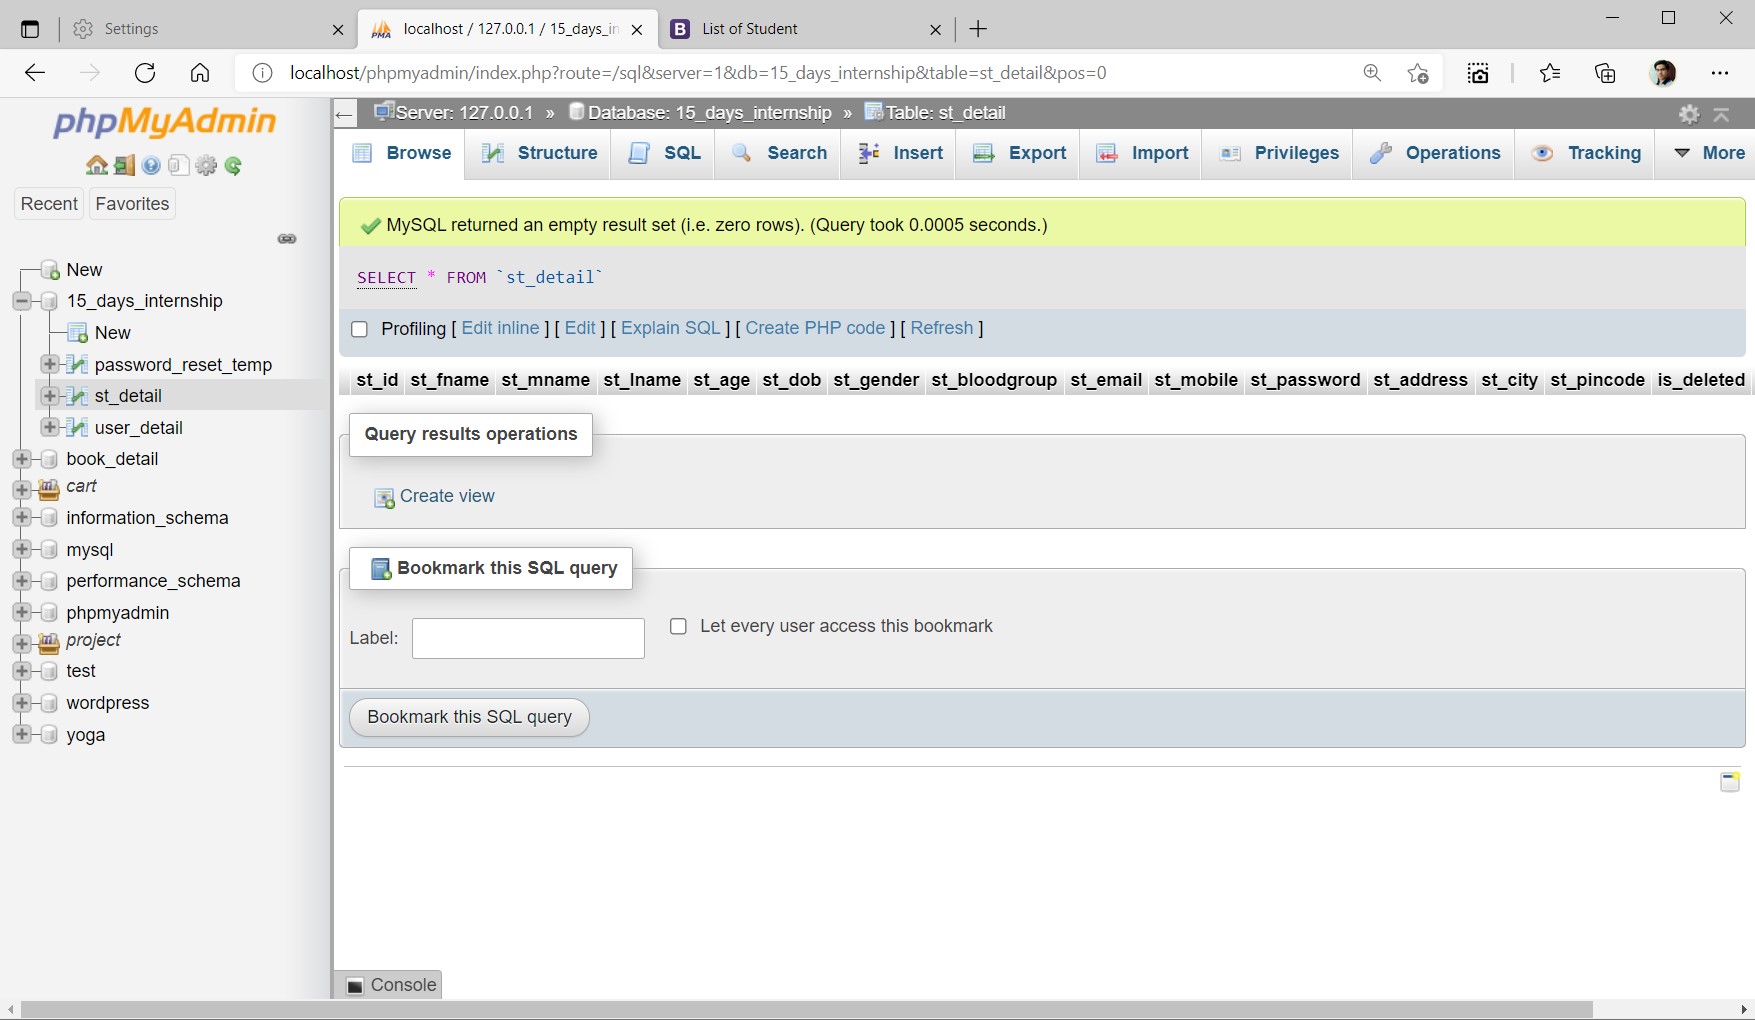 Settings
localhost / 127.0.0.1 / 15_days_in
List of Student
localhost/phpmyadmin/index.php?route=/sql&server=1&db=15_days_internship&table=st_detail&pos=0
phpMyAdmin
Recent Favorites
New
15_days_internship
New
password_reset_temp
st_detail
user_detail
book_detail
cart
information_schema
mysql
performance_schema
phpmyadmin
project
test
wordpress
yoga
Server: 127.0.0.1 » Database: 15_days_internship » Table: st_detail
Browse Structure SQL Search Insert Export Import Privileges Operations Tracking More
MySQL returned an empty result set (i.e. zero rows). (Query took 0.0005 seconds.)
SELECT * FROM `st_detail`
Profiling [ Edit inline ] [ Edit ] [ Explain SQL ] [ Create PHP code ] [ Refresh ]
st_id st_fname st_mname st_lname st_age st_dob st_gender st_bloodgroup st_email st_mobile st_password st_address st_city st_pincode is_deleted
Query results operations
Create view
Bookmark this SQL query
Label: Let every user access this bookmark
Bookmark this SQL query
Console